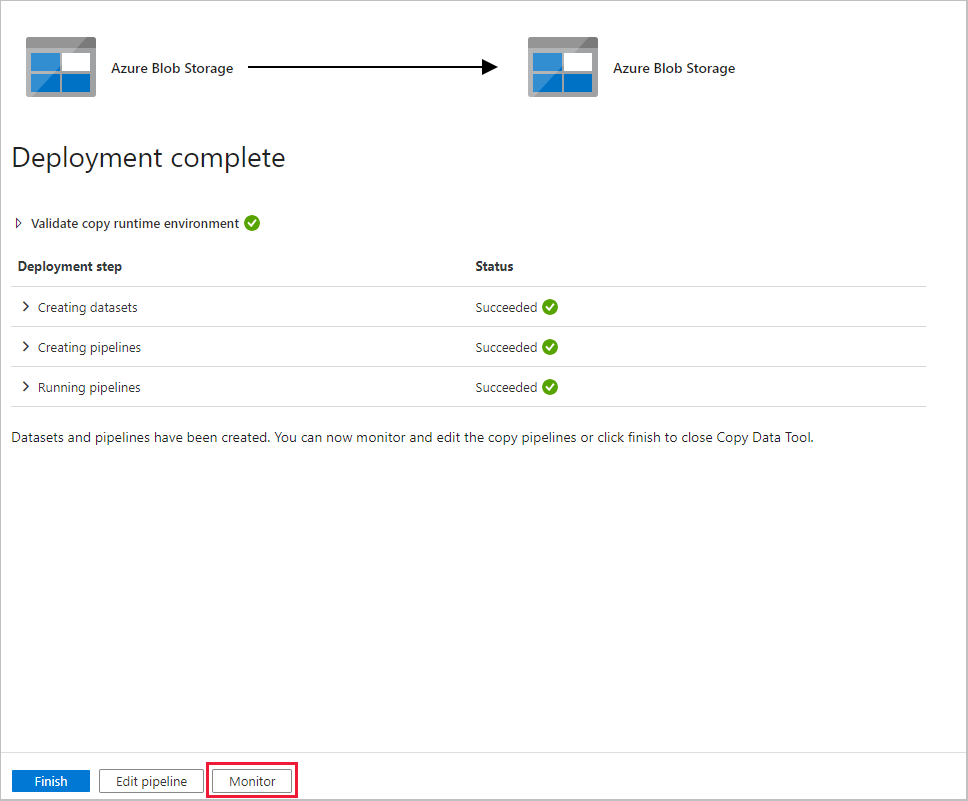 Azure Blob Storage
Azure Blob Storage
Deployment complete
Validate copy runtime environment
Deployment step Status
Creating datasets Succeeded
Creating pipelines Succeeded
Running pipelines Succeeded
Datasets and pipelines have been created. You can now monitor and edit the copy pipelines or click finish to close Copy Data Tool.
Finish Edit pipeline Monitor